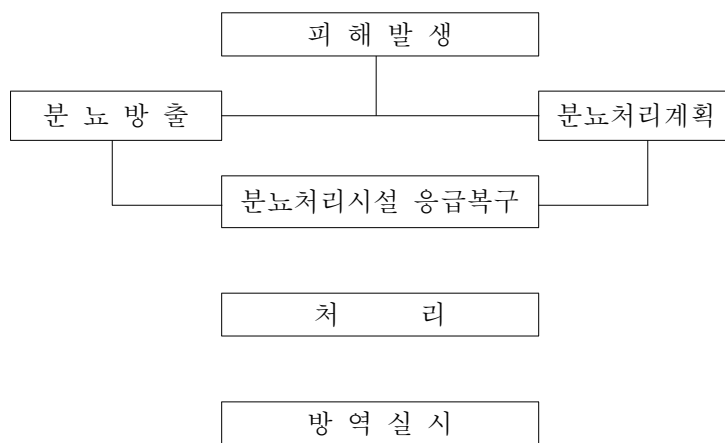 피 해 발 생
분 뇨 방 출
분뇨처리계획
분뇨처리시설 응급복구
처 리
방 역 실 시